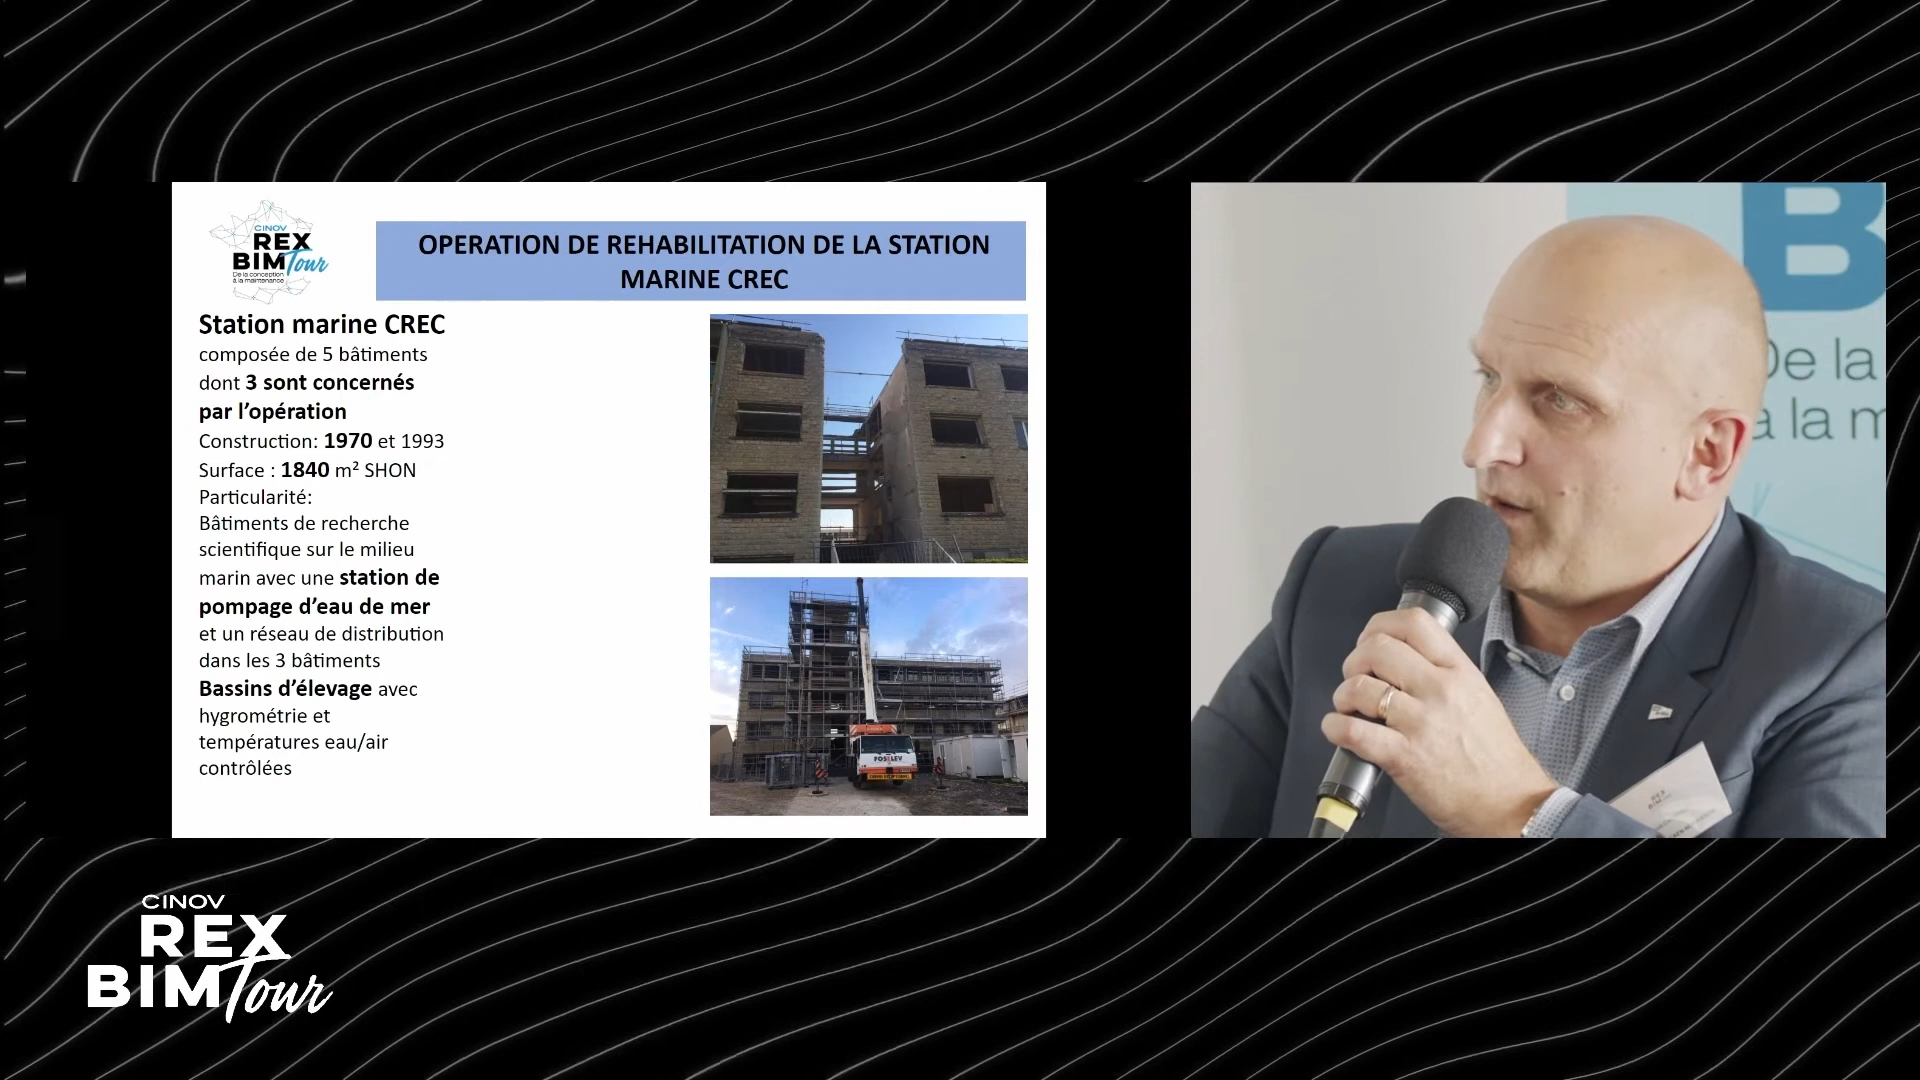 CINOV
REX
BIM Tour
De la conception
à la maintenance
OPERATION DE REHABILITATION DE LA STATION
MARINE CREC
Station marine CREC
composée de 5 bâtiments
dont 3 sont concernés
par l’opération
Construction: 1970 et 1993
Surface : 1840 m² SHON
Particularité:
Bâtiments de recherche
scientifique sur le milieu
marin avec une station de
pompage d’eau de mer
et un réseau de distribution
dans les 3 bâtiments
Bassins d’élevage avec
hygrométrie et
températures eau/air
contrôlées
FOSELEV
B
De la
à la m
REX
BIM
CINOV
REX
BIM Tour